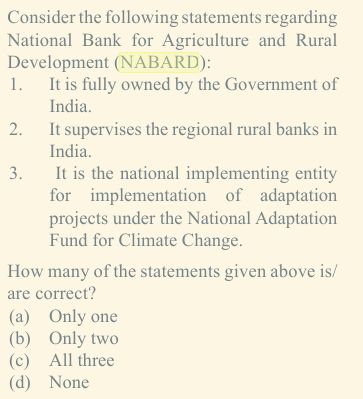 Consider the following statements regarding
National Bank for Agriculture and Rural
Development (NABARD):
1. It is fully owned by the Government of
India.
2. It supervises the regional rural banks in
India.
3. It is the national implementing entity
for implementation of adaptation
projects under the National Adaptation
Fund for Climate Change.
How many of the statements given above is/
are correct?
(a) Only one
(b) Only two
(c) All three
(d) None